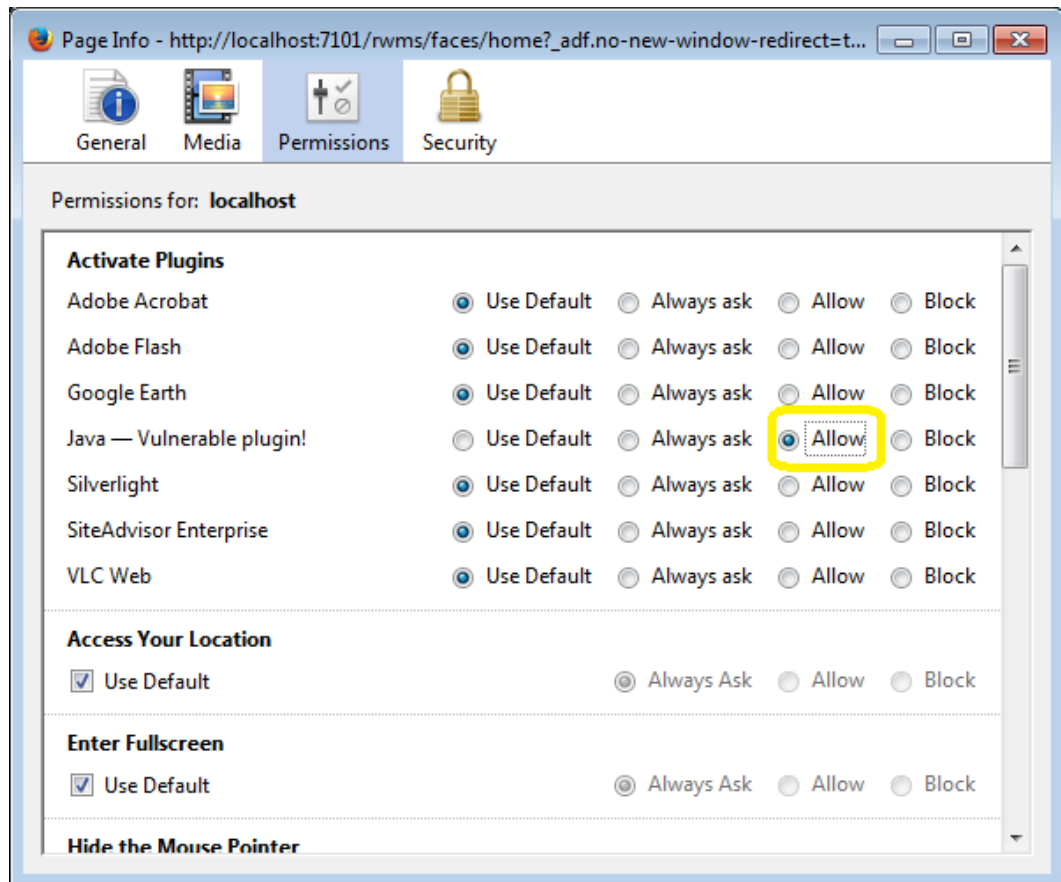 Page Info - http://localhost:7101/rwms/faces/home?_adf.no-new-window-redirect=t...
General Media Permissions Security
Permissions for: localhost
Activate Plugins
Adobe Acrobat Use Default Always ask Allow Block
Adobe Flash Use Default Always ask Allow Block
Google Earth Use Default Always ask Allow Block
Java — Vulnerable plugin! Use Default Always ask Allow Block
Silverlight Use Default Always ask Allow Block
SiteAdvisor Enterprise Use Default Always ask Allow Block
VLC Web Use Default Always ask Allow Block
Access Your Location
Use Default Always Ask Allow Block
Enter Fullscreen
Use Default Always Ask Allow Block
Hide the Mouse Pointer